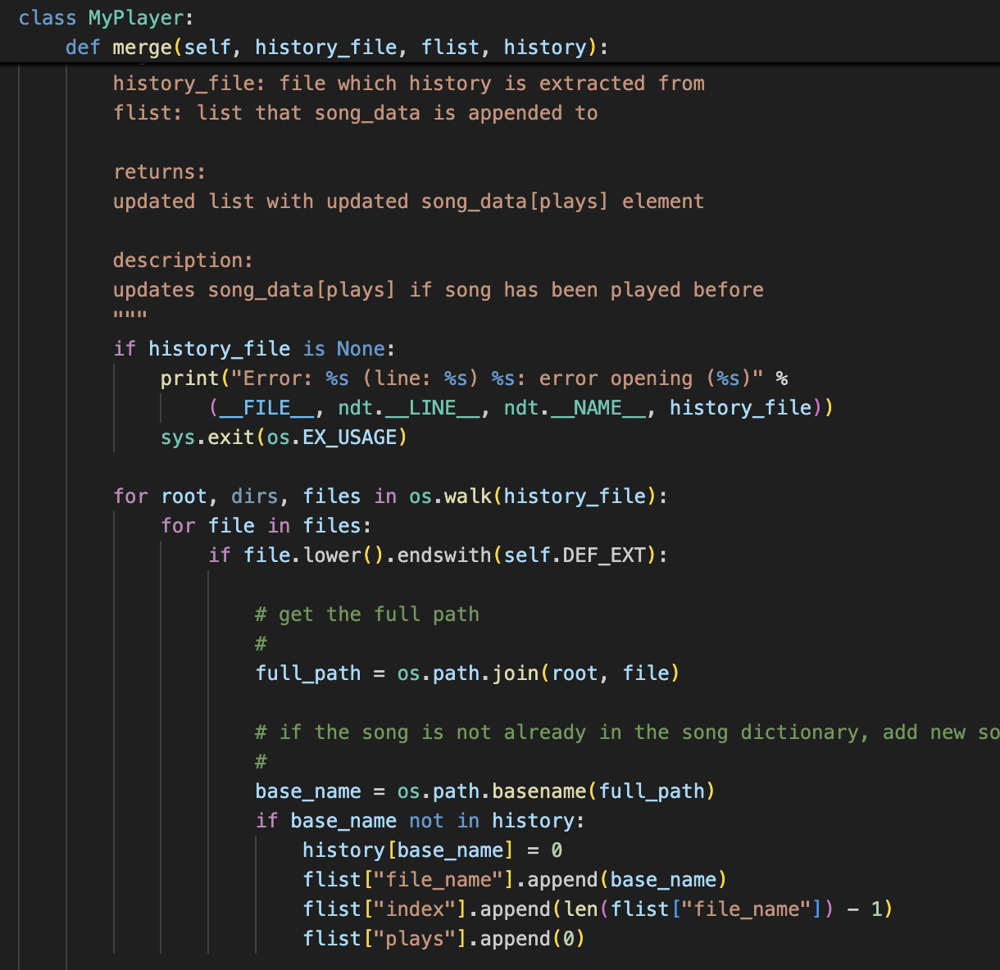 class MyPlayer:
    def merge(self, history_file, flist, history):
        history_file: file which history is extracted from
        flist: list that song_data is appended to

        returns:
        updated list with updated song_data[plays] element

        description:
        updates song_data[plays] if song has been played before
        """
        if history_file is None:
            print("Error: %s (line: %s) %s: error opening (%s)" %
                (__FILE__, ndt.__LINE__, ndt.__NAME__, history_file))
            sys.exit(os.EX_USAGE)

        for root, dirs, files in os.walk(history_file):
            for file in files:
                if file.lower().endswith(self.DEF_EXT):

                    # get the full path
                    #
                    full_path = os.path.join(root, file)

                    # if the song is not already in the song dictionary, add new so
                    #
                    base_name = os.path.basename(full_path)
                    if base_name not in history:
                        history[base_name] = 0
                        flist["file_name"].append(base_name)
                        flist["index"].append(len(flist["file_name"]) - 1)
                        flist["plays"].append(0)